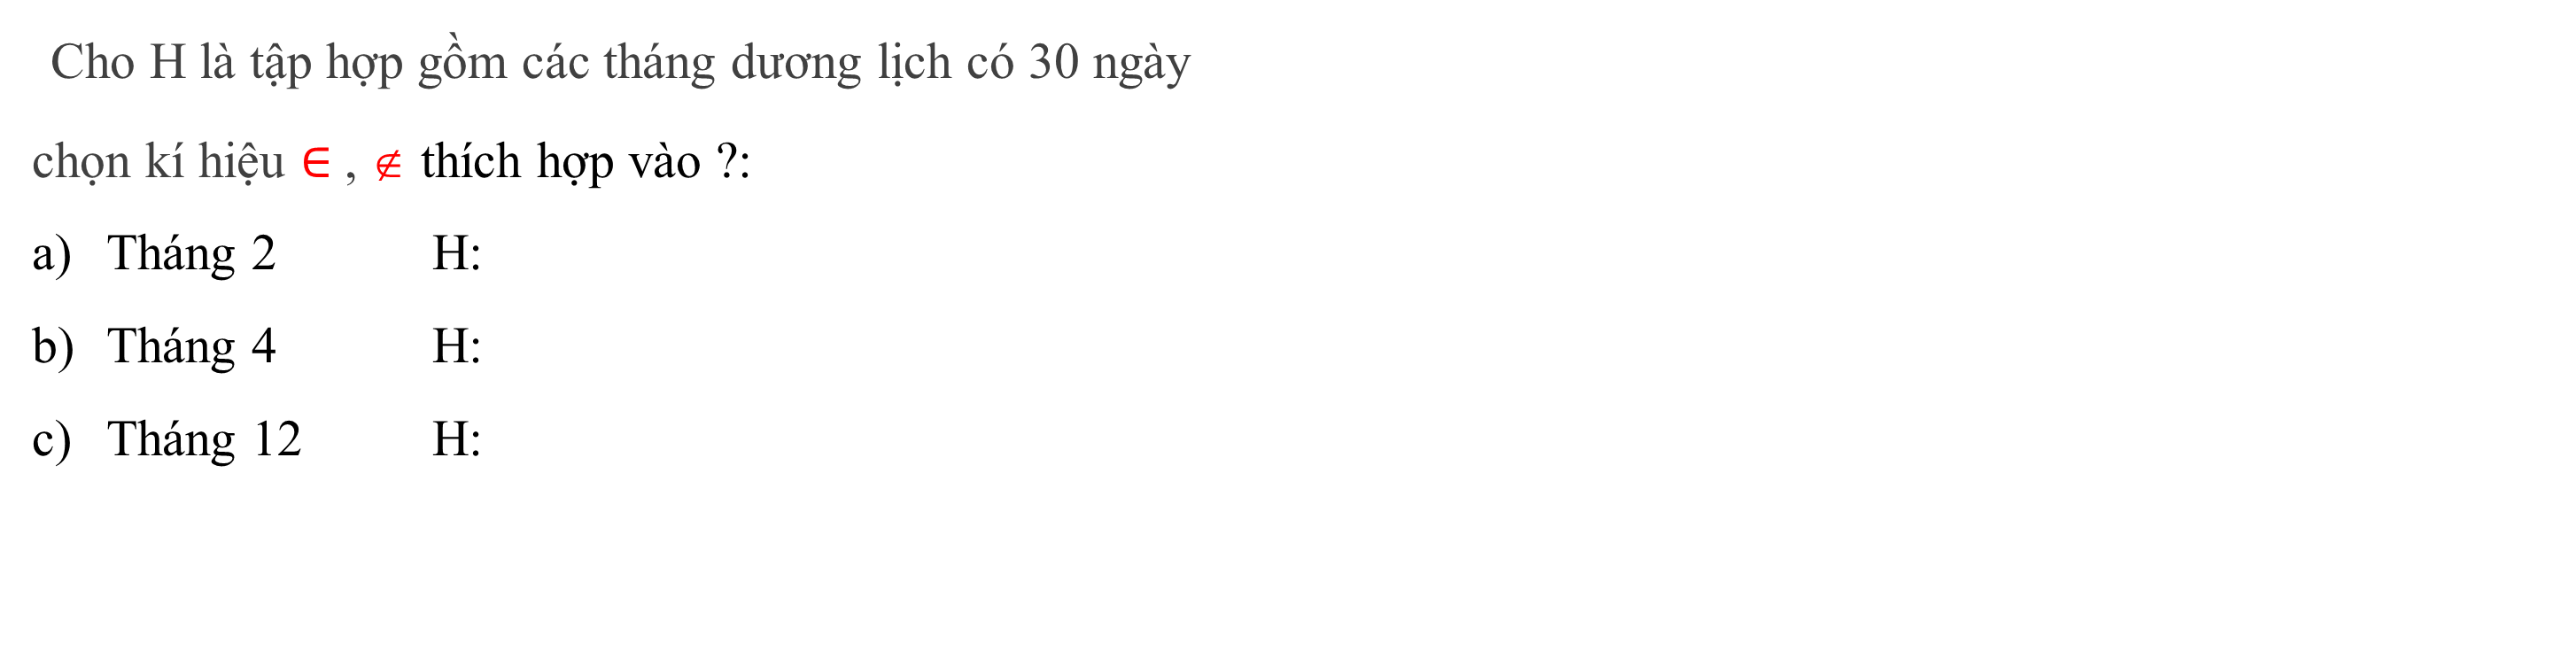 Cho H là tập hợp gồm các tháng dương lịch có 30 ngày
chọn kí hiệu ∈ , ∉ thích hợp vào ?:
a) Tháng 2 H:
b) Tháng 4 H:
c) Tháng 12 H: